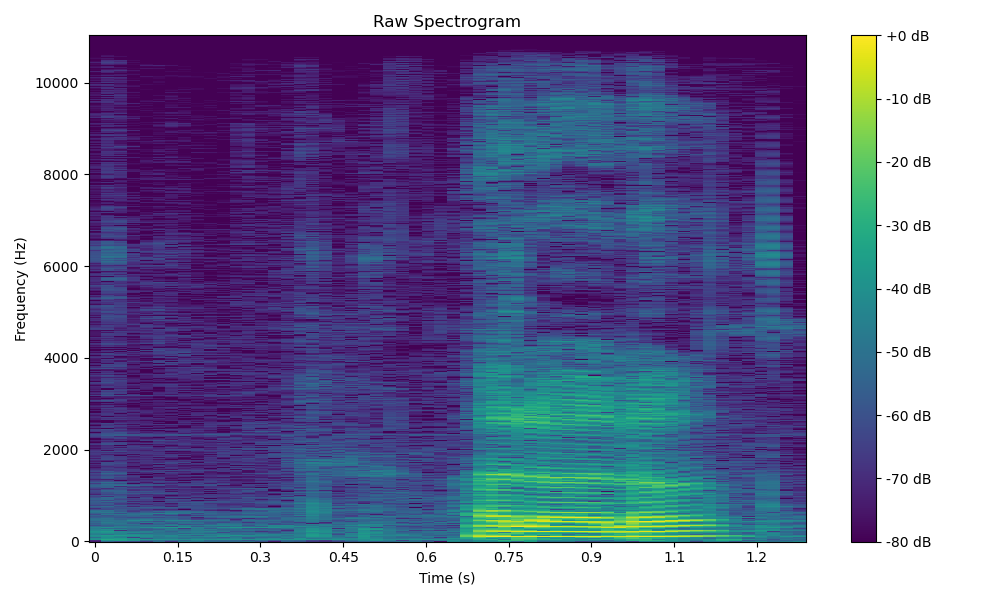 Raw Spectrogram
Frequency (Hz)
10000
8000
6000
4000
2000
0
0 0.15 0.3 0.45 0.6 0.75 0.9 1.1 1.2
Time (s)
+0 dB
-10 dB
-20 dB
-30 dB
-40 dB
-50 dB
-60 dB
-70 dB
-80 dB